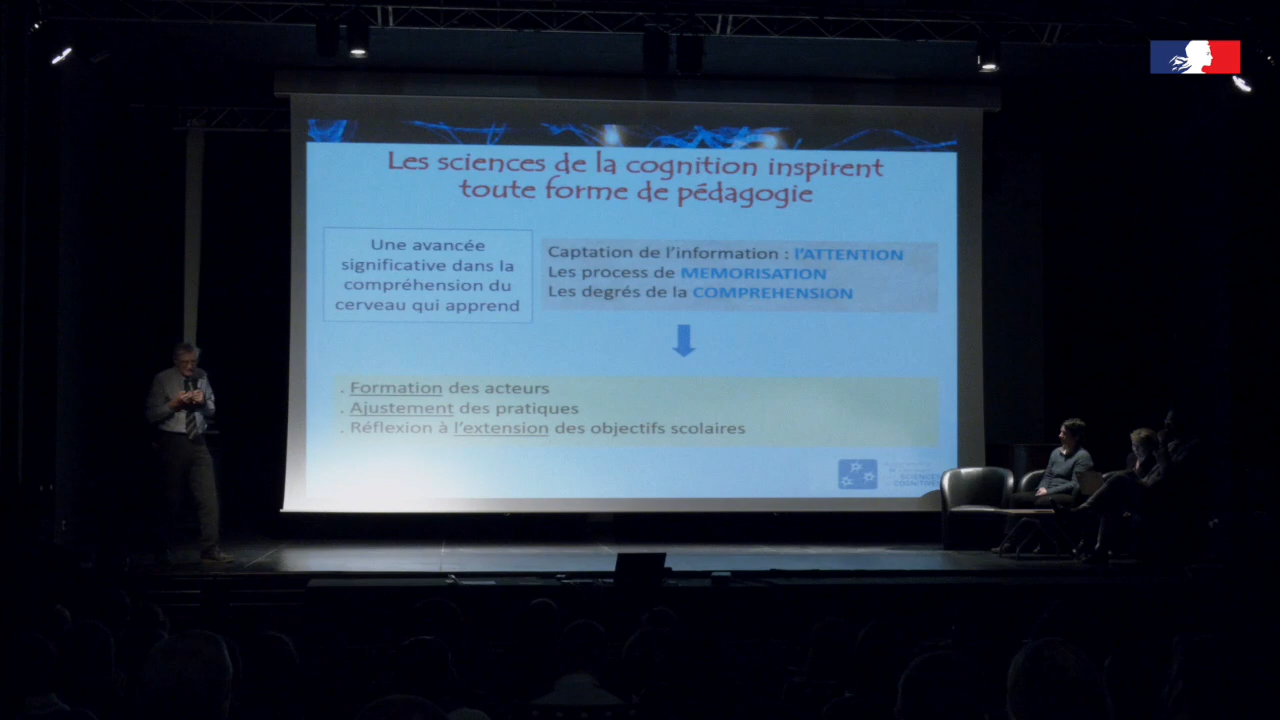 Les sciences de la cognition inspirent
toute forme de pédagogie
Une avancée
significative dans la
compréhension du
cerveau qui apprend
Captation de l'information : l'ATTENTION
Les process de MEMORISATION
Les degrés de la COMPREHENSION
. Formation des acteurs
. Ajustement des pratiques
. Réflexion à l'extension des objectifs scolaires
SCIENCES
COGNITIVES